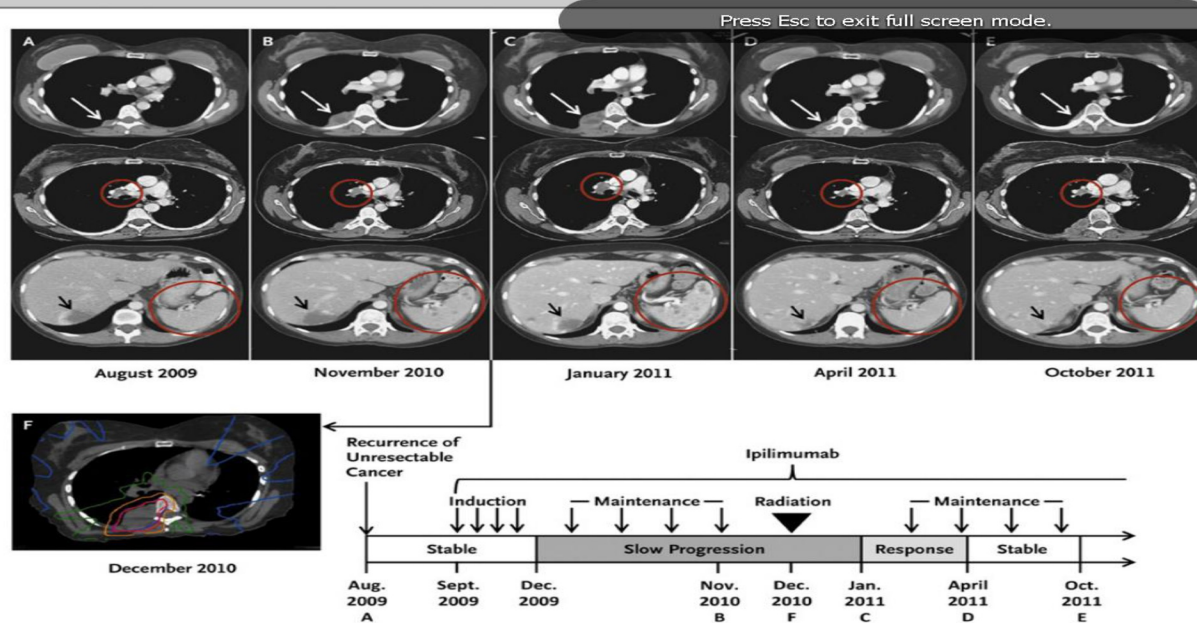 Press Esc to exit full screen mode.
A
B
C
D
E
August 2009
November 2010
January 2011
April 2011
October 2011
F
December 2010
Recurrence of
Unresectable
Cancer
Ipilimumab
Induction
Maintenance
Radiation
Maintenance
Stable
Slow Progression
Response
Stable
Aug.
2009
A
Sept.
2009
Dec.
2009
Nov.
2010
B
Dec.
2010
F
Jan.
2011
C
April
2011
D
Oct.
2011
E